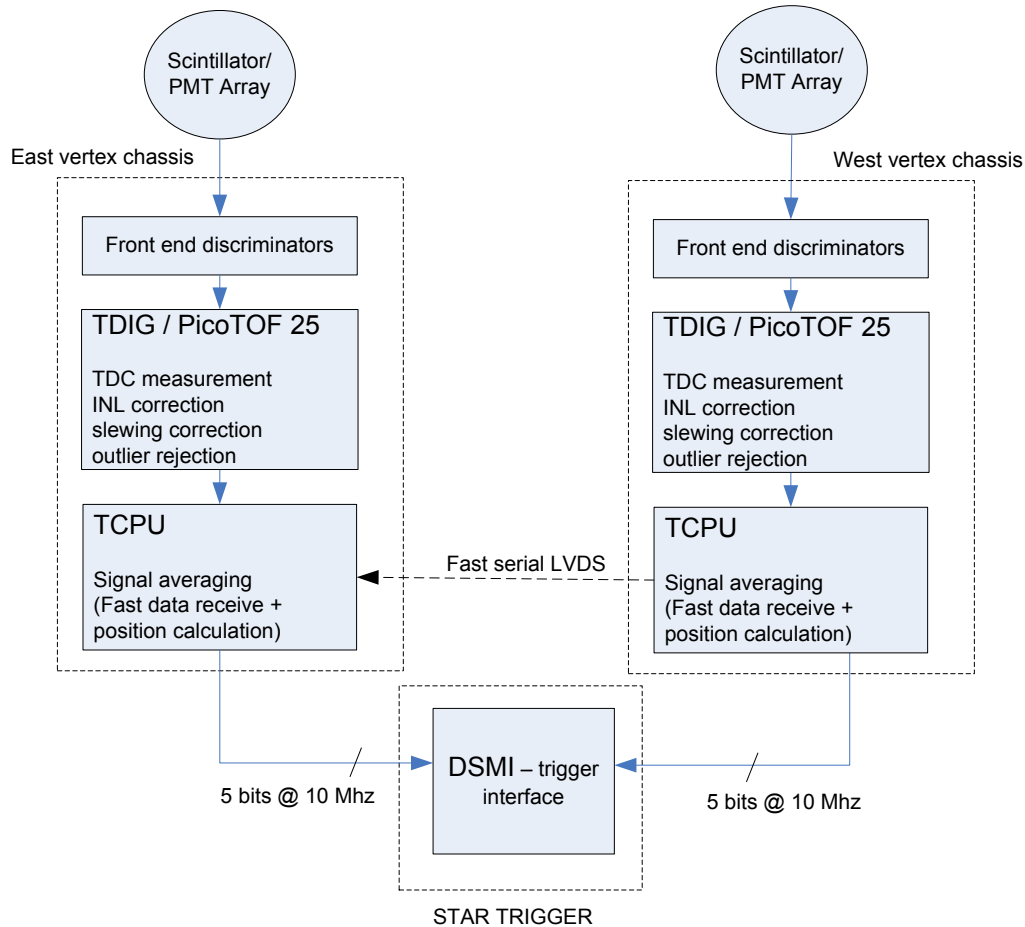 Scintillator/
PMT Array
Scintillator/
PMT Array
East vertex chassis
West vertex chassis
Front end discriminators
TDIG / PicoTOF 25
TDC measurement
INL correction
slewing correction
outlier rejection
TCPU
Signal averaging
(Fast data receive +
position calculation)
Front end discriminators
TDIG / PicoTOF 25
TDC measurement
INL correction
slewing correction
outlier rejection
TCPU
Signal averaging
(Fast data receive +
position calculation)
Fast serial LVDS
DSMI – trigger
interface
5 bits @ 10 Mhz
5 bits @ 10 Mhz
STAR TRIGGER